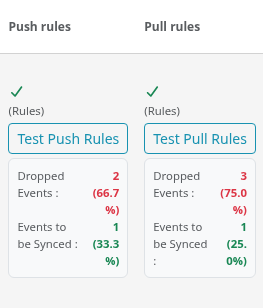 Push rules Pull rules
(Rules) (Rules)
Test Push Rules Test Pull Rules
Dropped 2
Events : (66.7
%)
Events to 1
be Synced : (33.3
%)
Dropped 3
Events : (75.0
%)
Events to 1
be Synced (25.
: 0%)